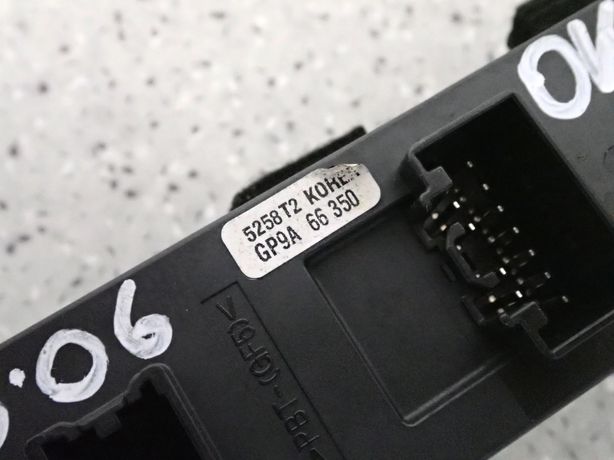 5258T2 KOREA
GP9A 66 350
PBT-(GF5)<
06